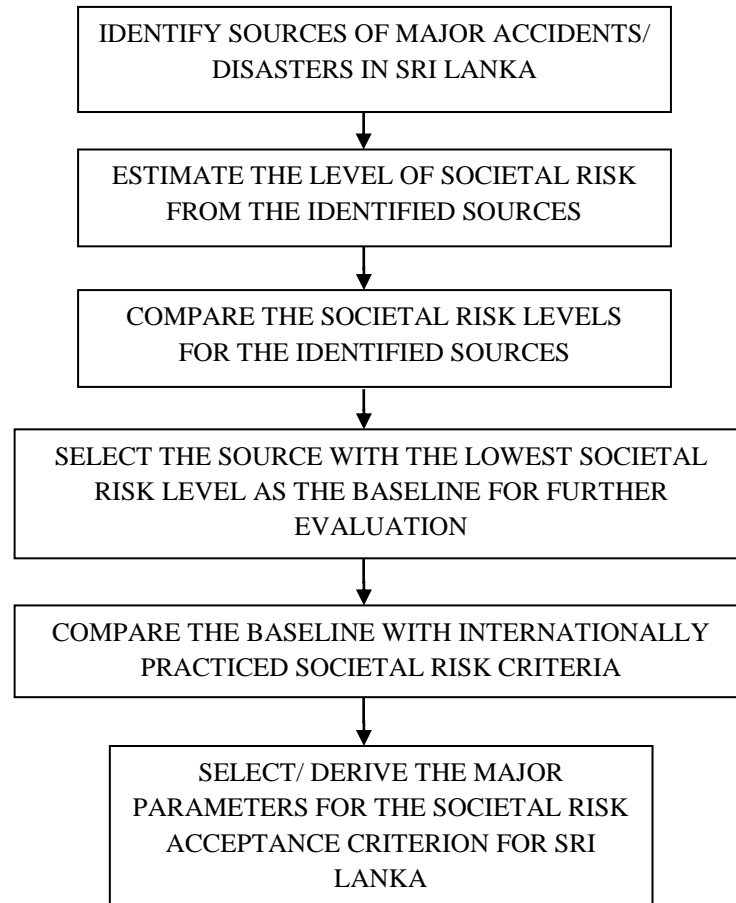 IDENTIFY SOURCES OF MAJOR ACCIDENTS/
DISASTERS IN SRI LANKA
ESTIMATE THE LEVEL OF SOCIETAL RISK
FROM THE IDENTIFIED SOURCES
COMPARE THE SOCIETAL RISK LEVELS
FOR THE IDENTIFIED SOURCES
SELECT THE SOURCE WITH THE LOWEST SOCIETAL
RISK LEVEL AS THE BASELINE FOR FURTHER
EVALUATION
COMPARE THE BASELINE WITH INTERNATIONALLY
PRACTICED SOCIETAL RISK CRITERIA
SELECT/ DERIVE THE MAJOR
PARAMETERS FOR THE SOCIETAL RISK
ACCEPTANCE CRITERION FOR SRI
LANKA